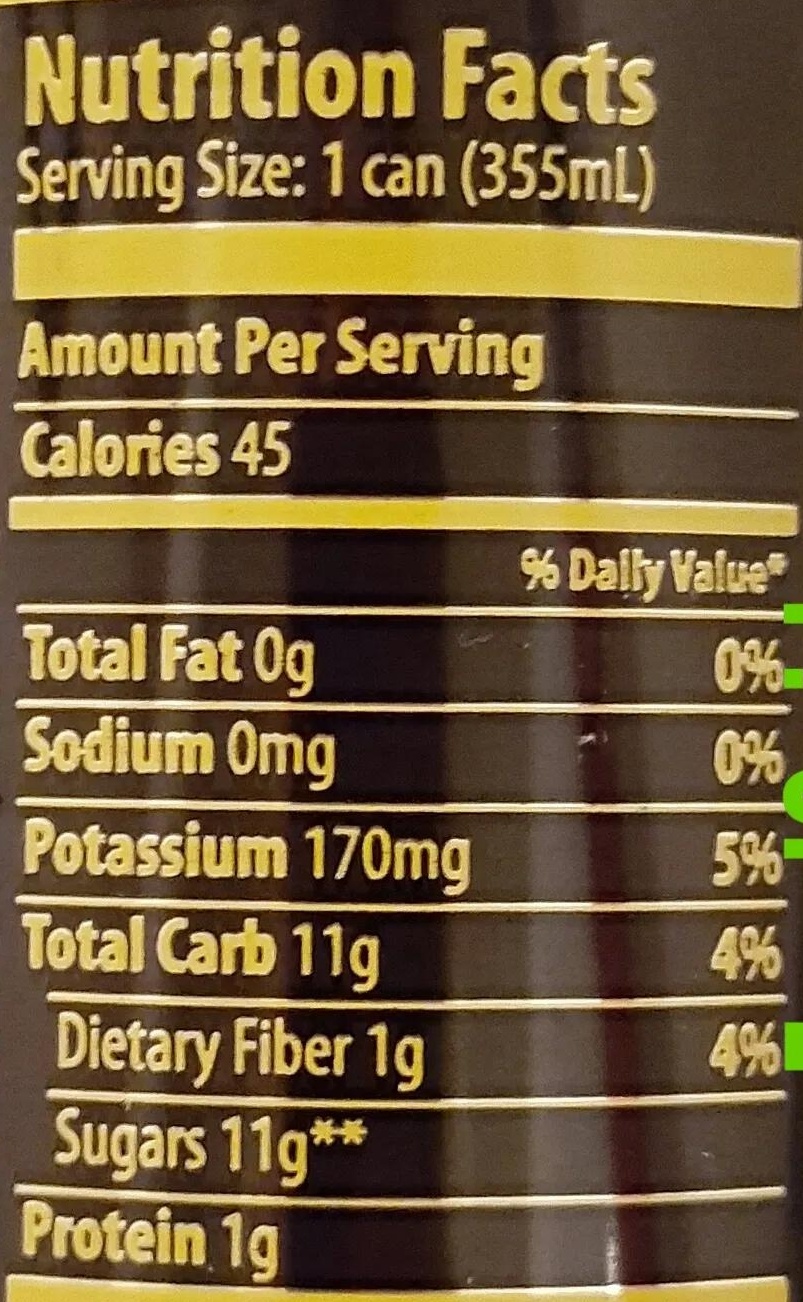 Nutrition Facts
Serving Size: 1 can (355mL)
Amount Per Serving
Calories 45
% Daily Value*
Total Fat 0g 0%
Sodium 0mg 0%
Potassium 170mg 5%
Total Carb 11g 4%
Dietary Fiber 1g 4%
Sugars 11g**
Protein 1g